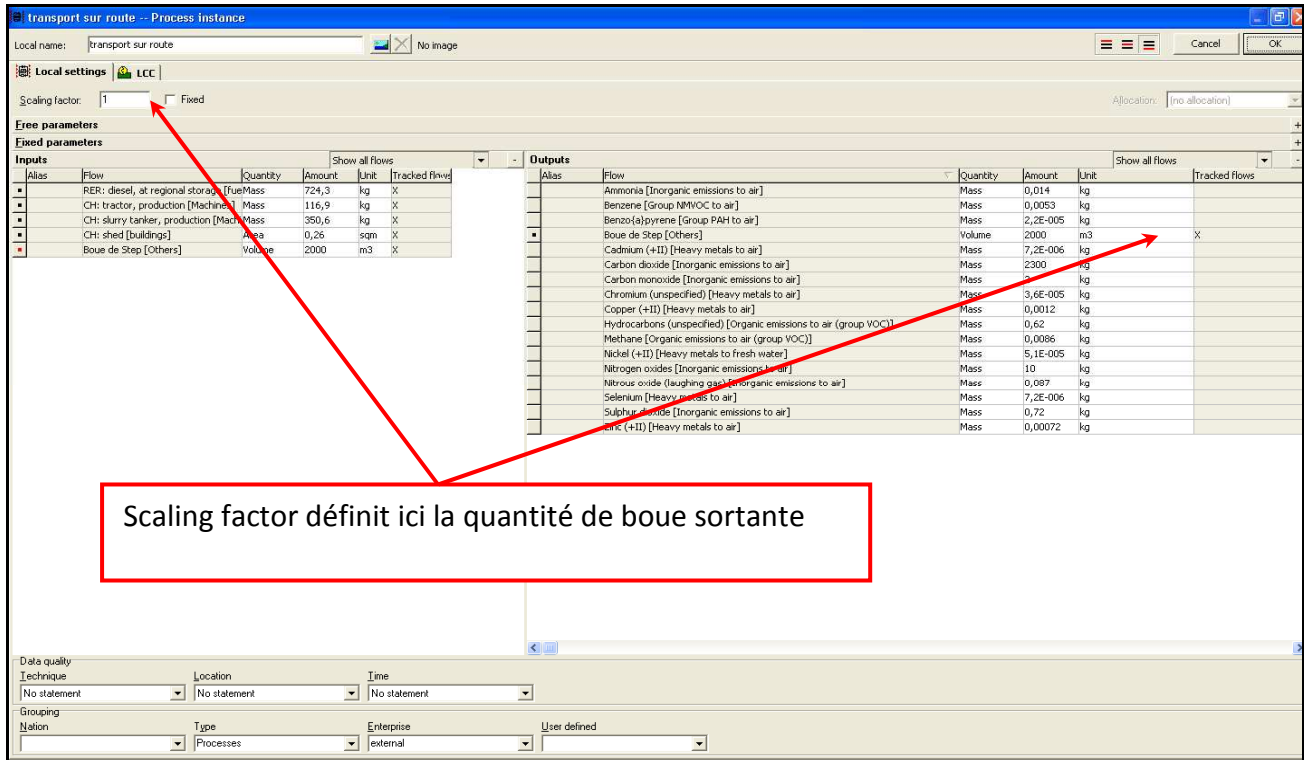 transport sur route -- Process instance
Local name: transport sur route No image Cancel OK
Local settings LCC
Scaling factor: 1 Fixed Allocation: (no allocation)
Free parameters +
Fixed parameters +
Inputs Show all flows - Outputs Show all flows -
Alias Flow Quantity Amount Unit Tracked flows Alias Flow Quantity Amount Unit Tracked flows
RER: diesel, at regional storage [fue Mass 724,3 kg X Ammonia [Inorganic emissions to air] Mass 0,014 kg
CH: tractor, production [Machines] Mass 116,9 kg X Benzene [Group NMVOC to air] Mass 0,0053 kg
CH: slurry tanker, production [Mach Mass 350,6 kg X Benzo{a}pyrene [Group PAH to air] Mass 2,2E-005 kg
CH: shed [buildings] Area 0,26 sqm X Boue de Step [Others] Volume 2000 m3 X
Boue de Step [Others] Volume 2000 m3 X Cadmium (+II) [Heavy metals to air] Mass 7,2E-006 kg
Carbon dioxide [Inorganic emissions to air] Mass 2300 kg
Carbon monoxide [Inorganic emissions to air] Mass kg
Chromium (unspecified) [Heavy metals to air] Mass 3,6E-005 kg
Copper (+II) [Heavy metals to air] Mass 0,0012 kg
Hydrocarbons (unspecified) [Organic emissions to air (group VOC)] Mass 0,62 kg
Methane [Organic emissions to air (group VOC)] Mass 0,0086 kg
Nickel (+II) [Heavy metals to fresh water] Mass 5,1E-005 kg
Nitrogen oxides [Inorganic emissions to air] Mass 10 kg
Nitrous oxide (laughing gas) [Inorganic emissions to air] Mass 0,087 kg
Selenium [Heavy metals to air] Mass 7,2E-006 kg
Sulphur dioxide [Inorganic emissions to air] Mass 0,72 kg
Zinc (+II) [Heavy metals to air] Mass 0,00072 kg
Scaling factor définit ici la quantité de boue sortante
Data quality
Technique Location Time
No statement No statement No statement
Grouping
Nation Type Enterprise User defined
Processes external